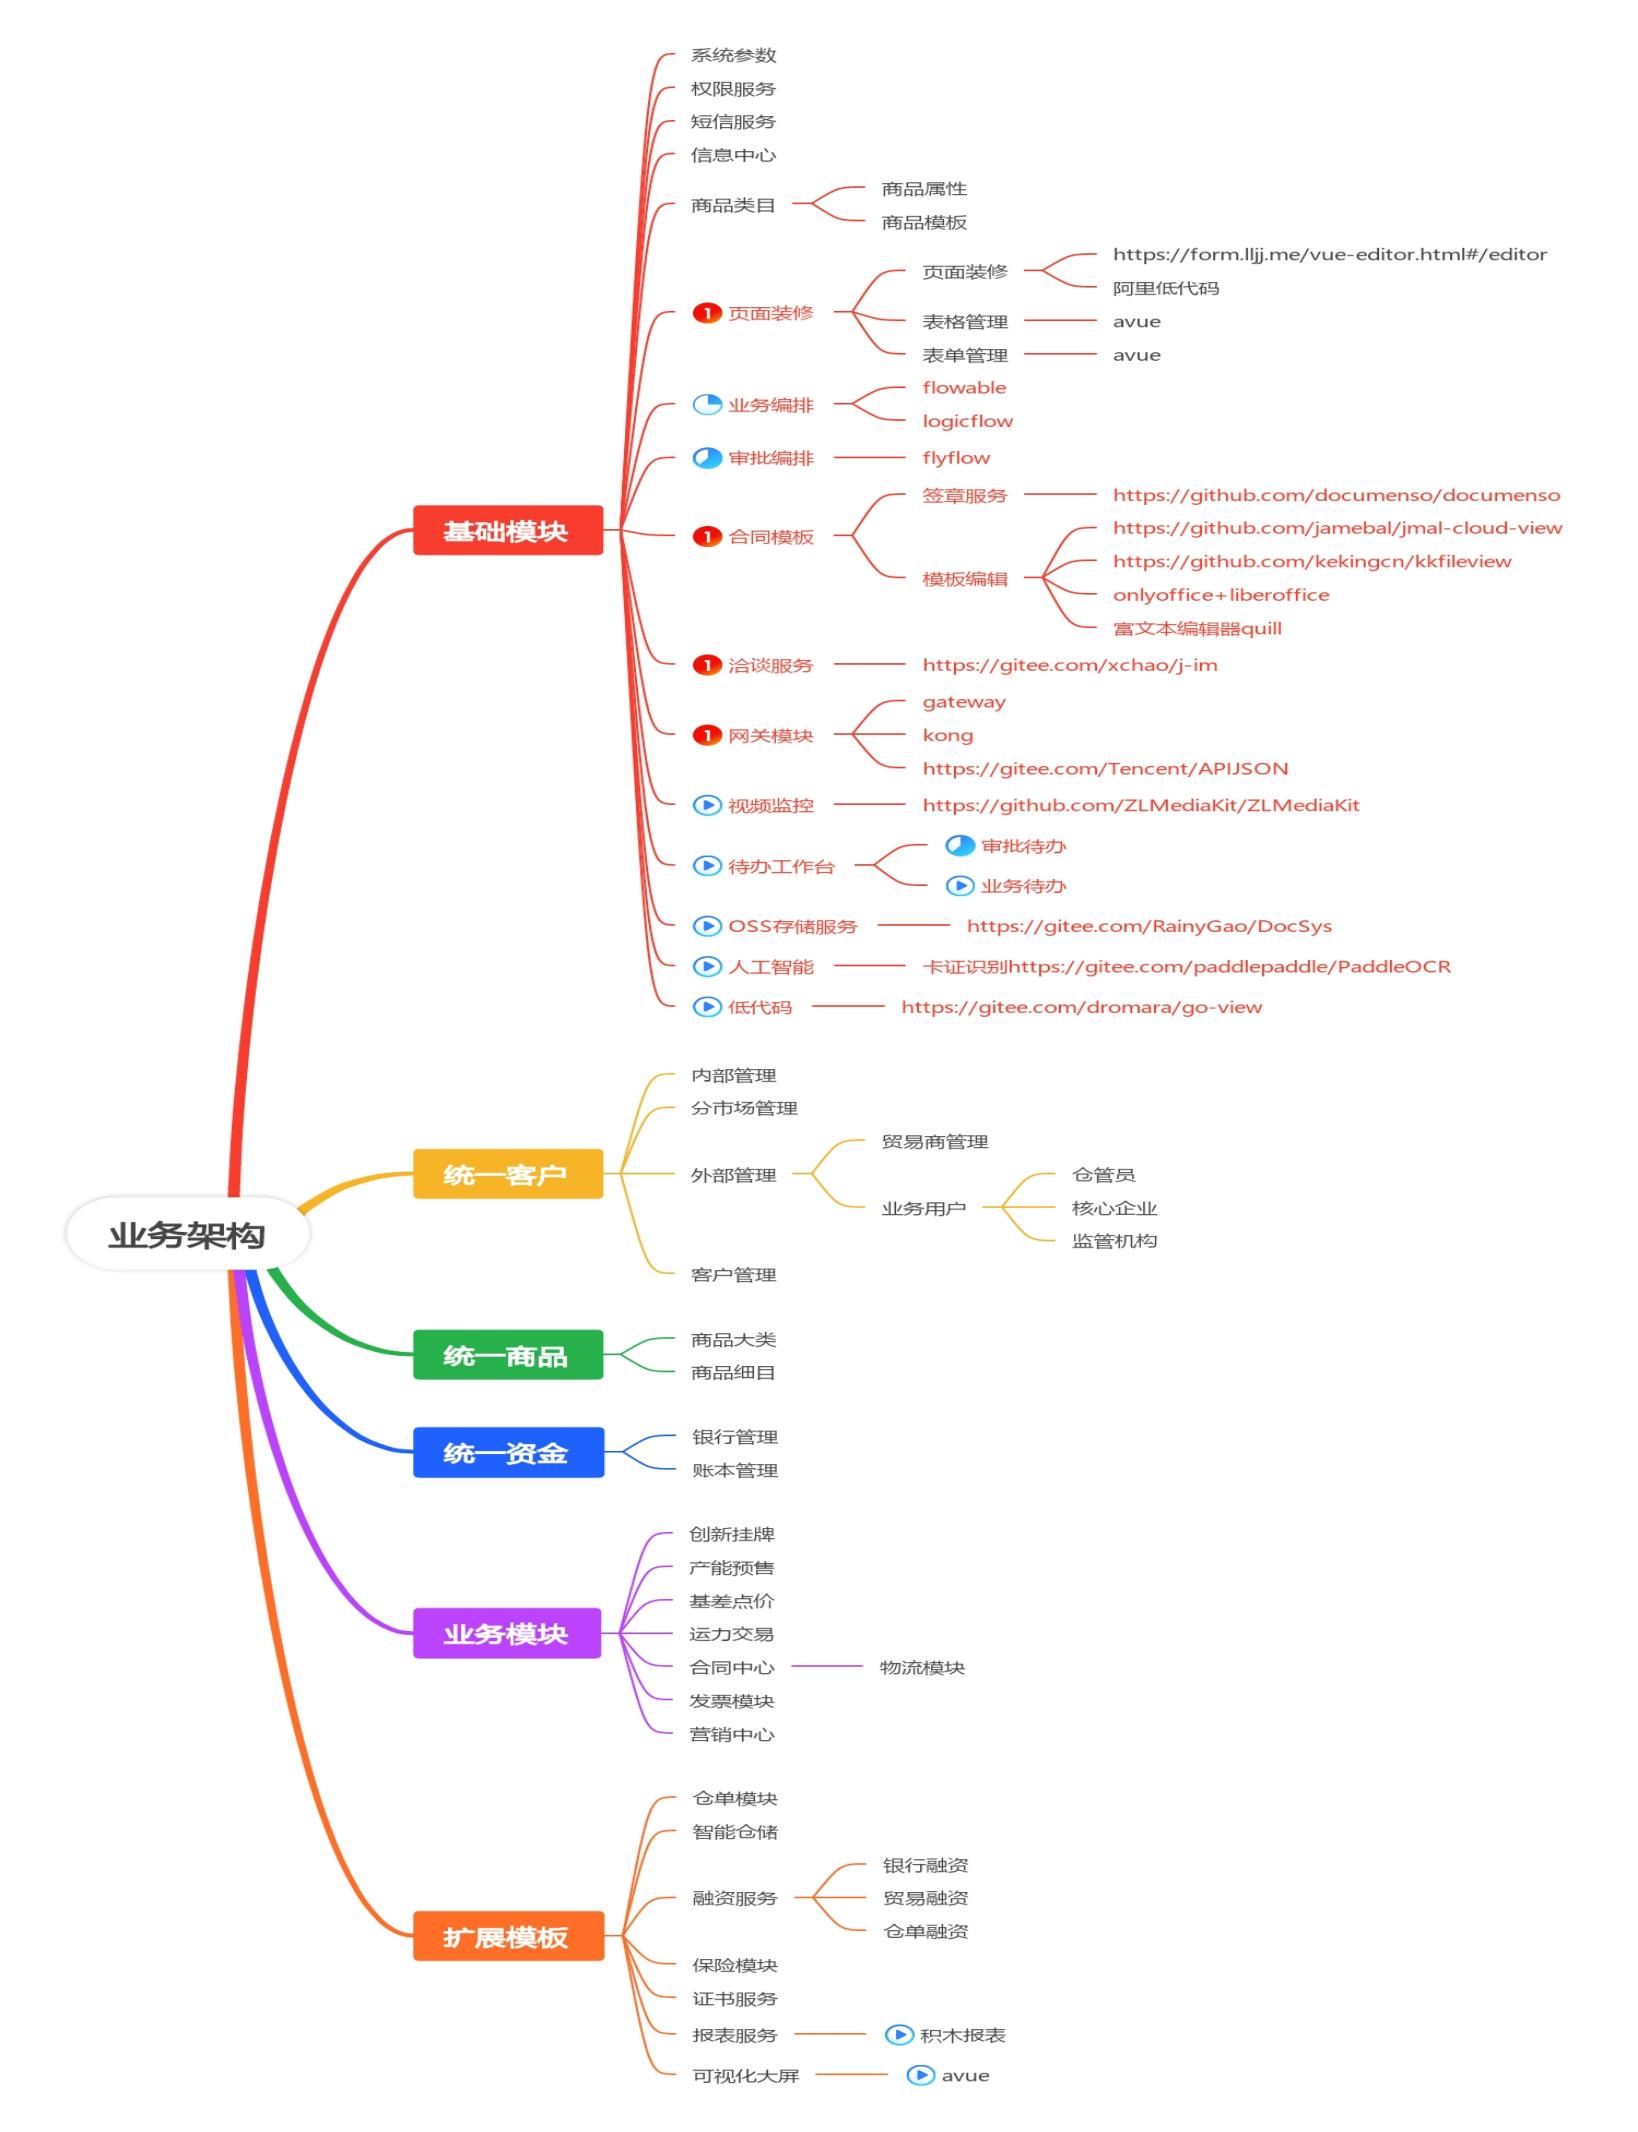 系统参数
权限服务
短信服务
信息中心
商品类目
商品属性
商品模板
1 页面装修
页面装修
https://form.lljj.me/vue-editor.html#/editor
阿里低代码
表格管理
avue
表单管理
avue
业务编排
flowable
logicflow
审批编排
flyflow
基础模块
1 合同模板
签章服务
https://github.com/documenso/documenso
模板编辑
https://github.com/jamebal/jmal-cloud-view
https://github.com/kekingcn/kkfileview
onlyoffice+liberoffice
富文本编辑器quill
1 洽谈服务
https://gitee.com/xchao/j-im
1 网关模块
gateway
kong
https://gitee.com/Tencent/APIJSON
视频监控
https://github.com/ZLMediaKit/ZLMediaKit
待办工作台
审批待办
业务待办
OSS存储服务
https://gitee.com/RainyGao/DocSys
人工智能
卡证识别https://gitee.com/paddlepaddle/PaddleOCR
低代码
https://gitee.com/dromara/go-view
业务架构
统一客户
内部管理
分市场管理
外部管理
贸易商管理
业务用户
仓管员
核心企业
监管机构
客户管理
统一商品
商品大类
商品细目
统一资金
银行管理
账本管理
业务模块
创新挂牌
产能预售
基差点价
运力交易
合同中心
物流模块
发票模块
营销中心
扩展模板
仓单模块
智能仓储
融资服务
银行融资
贸易融资
仓单融资
保险模块
证书服务
报表服务
积木报表
可视化大屏
avue